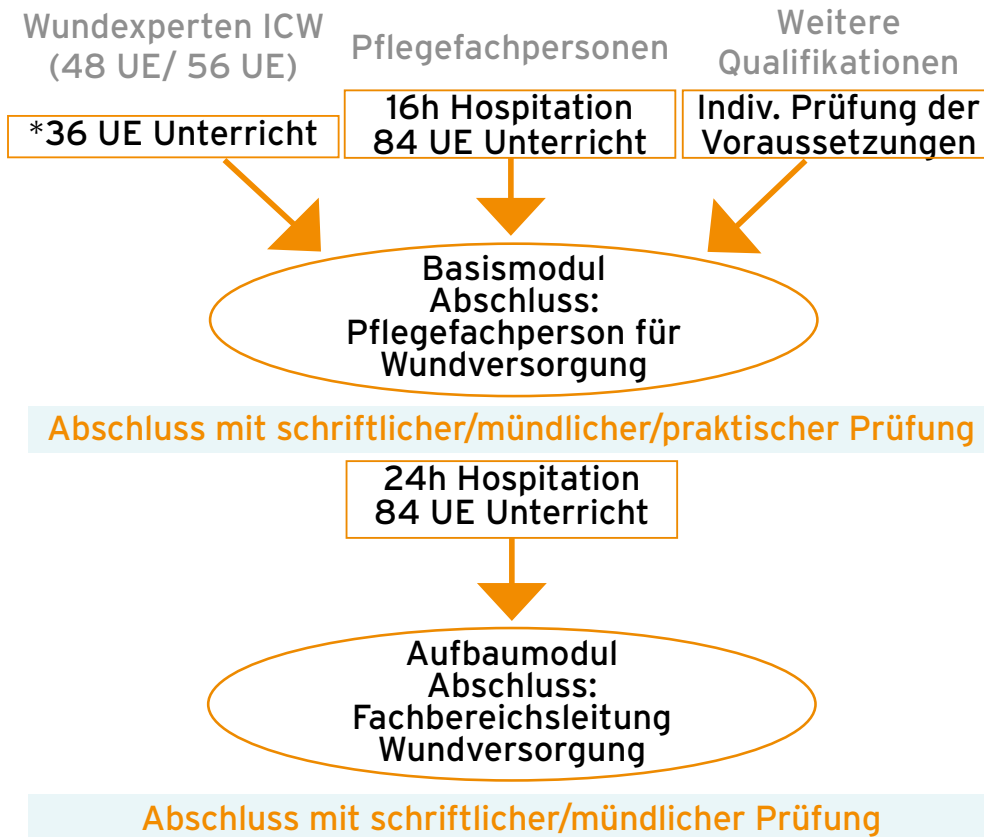 Wundexperten ICW
(48 UE/ 56 UE)
*36 UE Unterricht
Pflegefachpersonen
16h Hospitation
84 UE Unterricht
Weitere
Qualifikationen
Indiv. Prüfung der
Voraussetzungen
Basismodul
Abschluss:
Pflegefachperson für
Wundversorgung
Abschluss mit schriftlicher/mündlicher/praktischer Prüfung
24h Hospitation
84 UE Unterricht
Aufbaumodul
Abschluss:
Fachbereichsleitung
Wundversorgung
Abschluss mit schriftlicher/mündlicher Prüfung